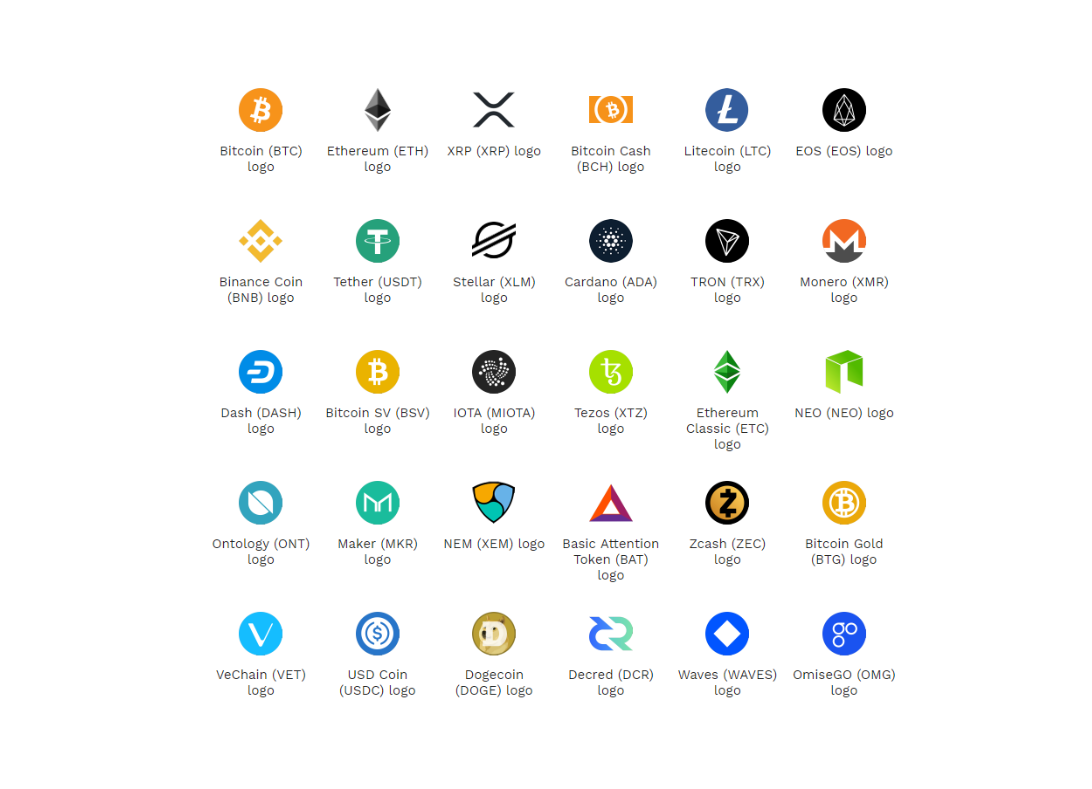 Bitcoin (BTC)
logo
Ethereum (ETH)
logo
XRP (XRP) logo
Bitcoin Cash
(BCH) logo
Litecoin (LTC)
logo
EOS (EOS) logo
Binance Coin
(BNB) logo
Tether (USDT)
logo
Stellar (XLM)
logo
Cardano (ADA)
logo
TRON (TRX)
logo
Monero (XMR)
logo
Dash (DASH)
logo
Bitcoin SV (BSV)
logo
IOTA (MIOTA)
logo
Tezos (XTZ)
logo
Ethereum
Classic (ETC)
logo
NEO (NEO) logo
Ontology (ONT)
logo
Maker (MKR)
logo
NEM (XEM) logo
Basic Attention
Token (BAT)
logo
Zcash (ZEC)
logo
Bitcoin Gold
(BTG) logo
VeChain (VET)
logo
USD Coin
(USDC) logo
Dogecoin
(DOGE) logo
Decred (DCR)
logo
Waves (WAVES)
logo
OmiseGO (OMG)
logo